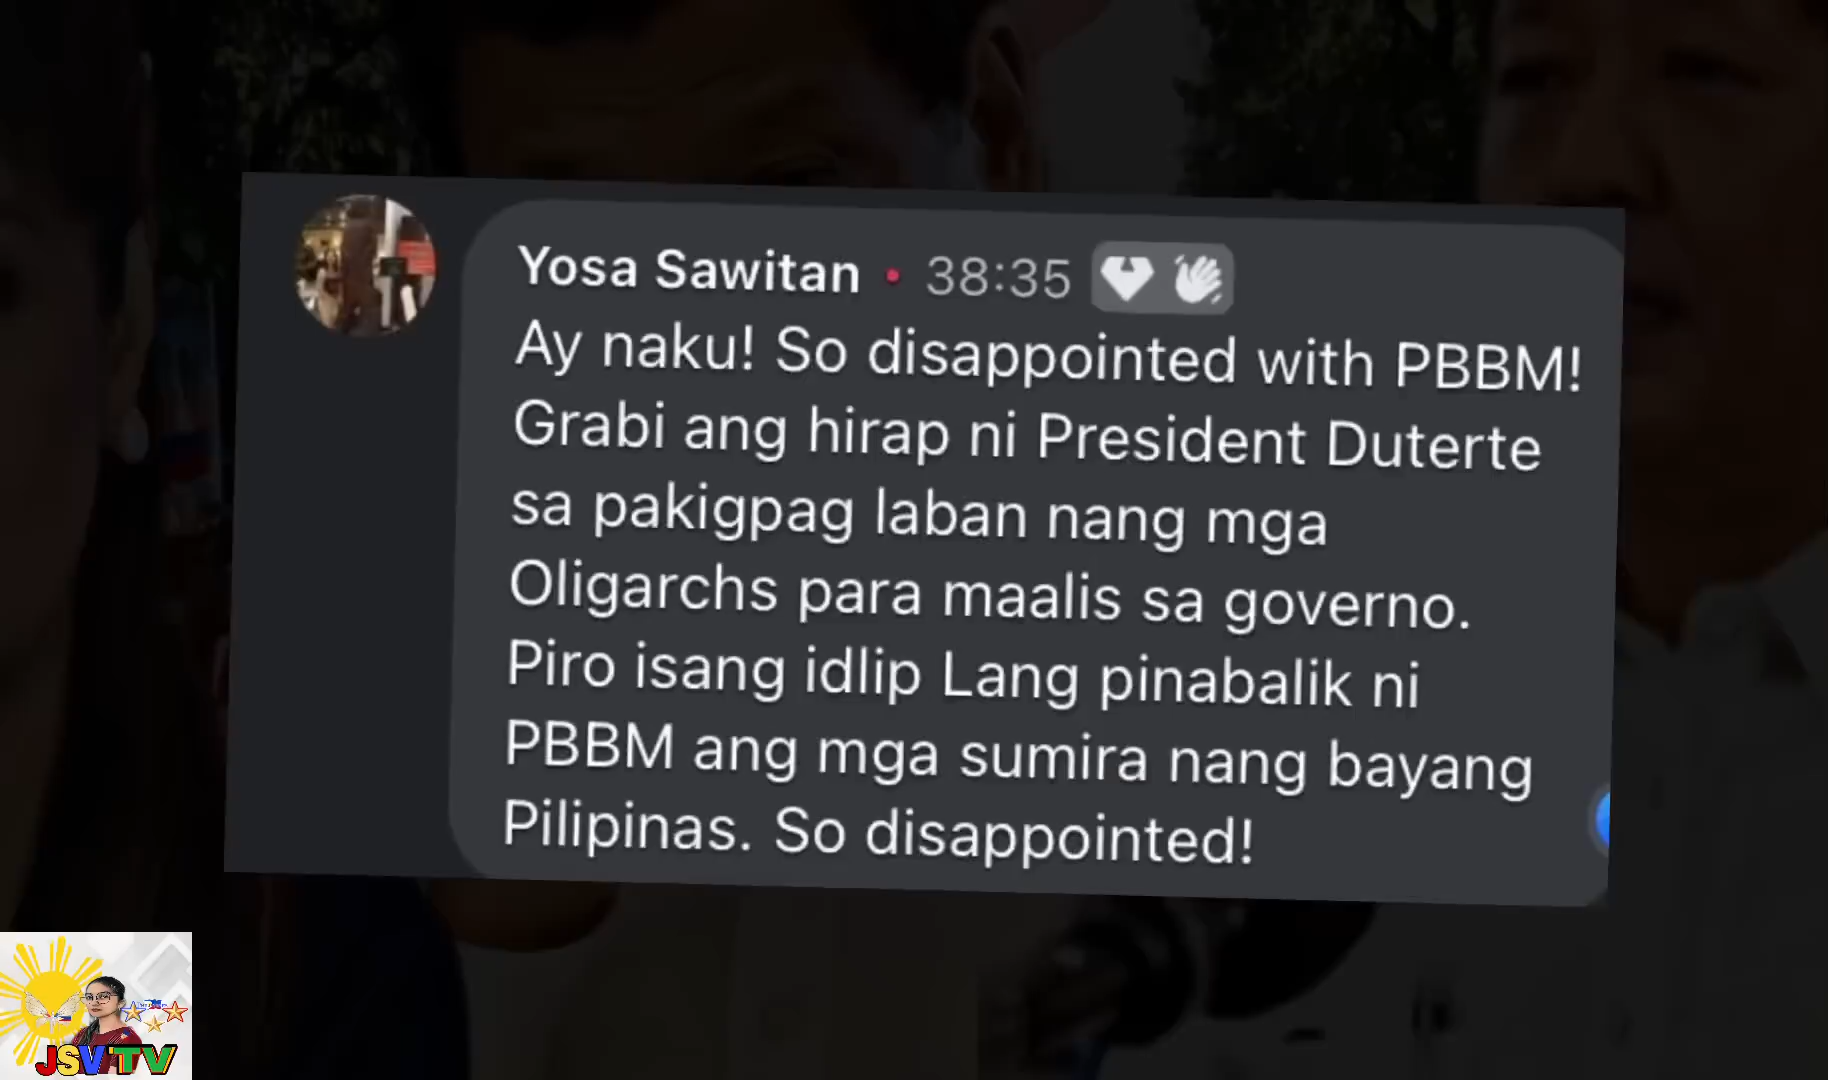 Yosa Sawitan • 38:35
Ay naku! So disappointed with PBBM!
Grabi ang hirap ni President Duterte
sa pakigpag laban nang mga
Oligarchs para maalis sa governo.
Piro isang idlip Lang pinabalik ni
PBBM ang mga sumira nang bayang
Pilipinas. So disappointed!
JSV TV